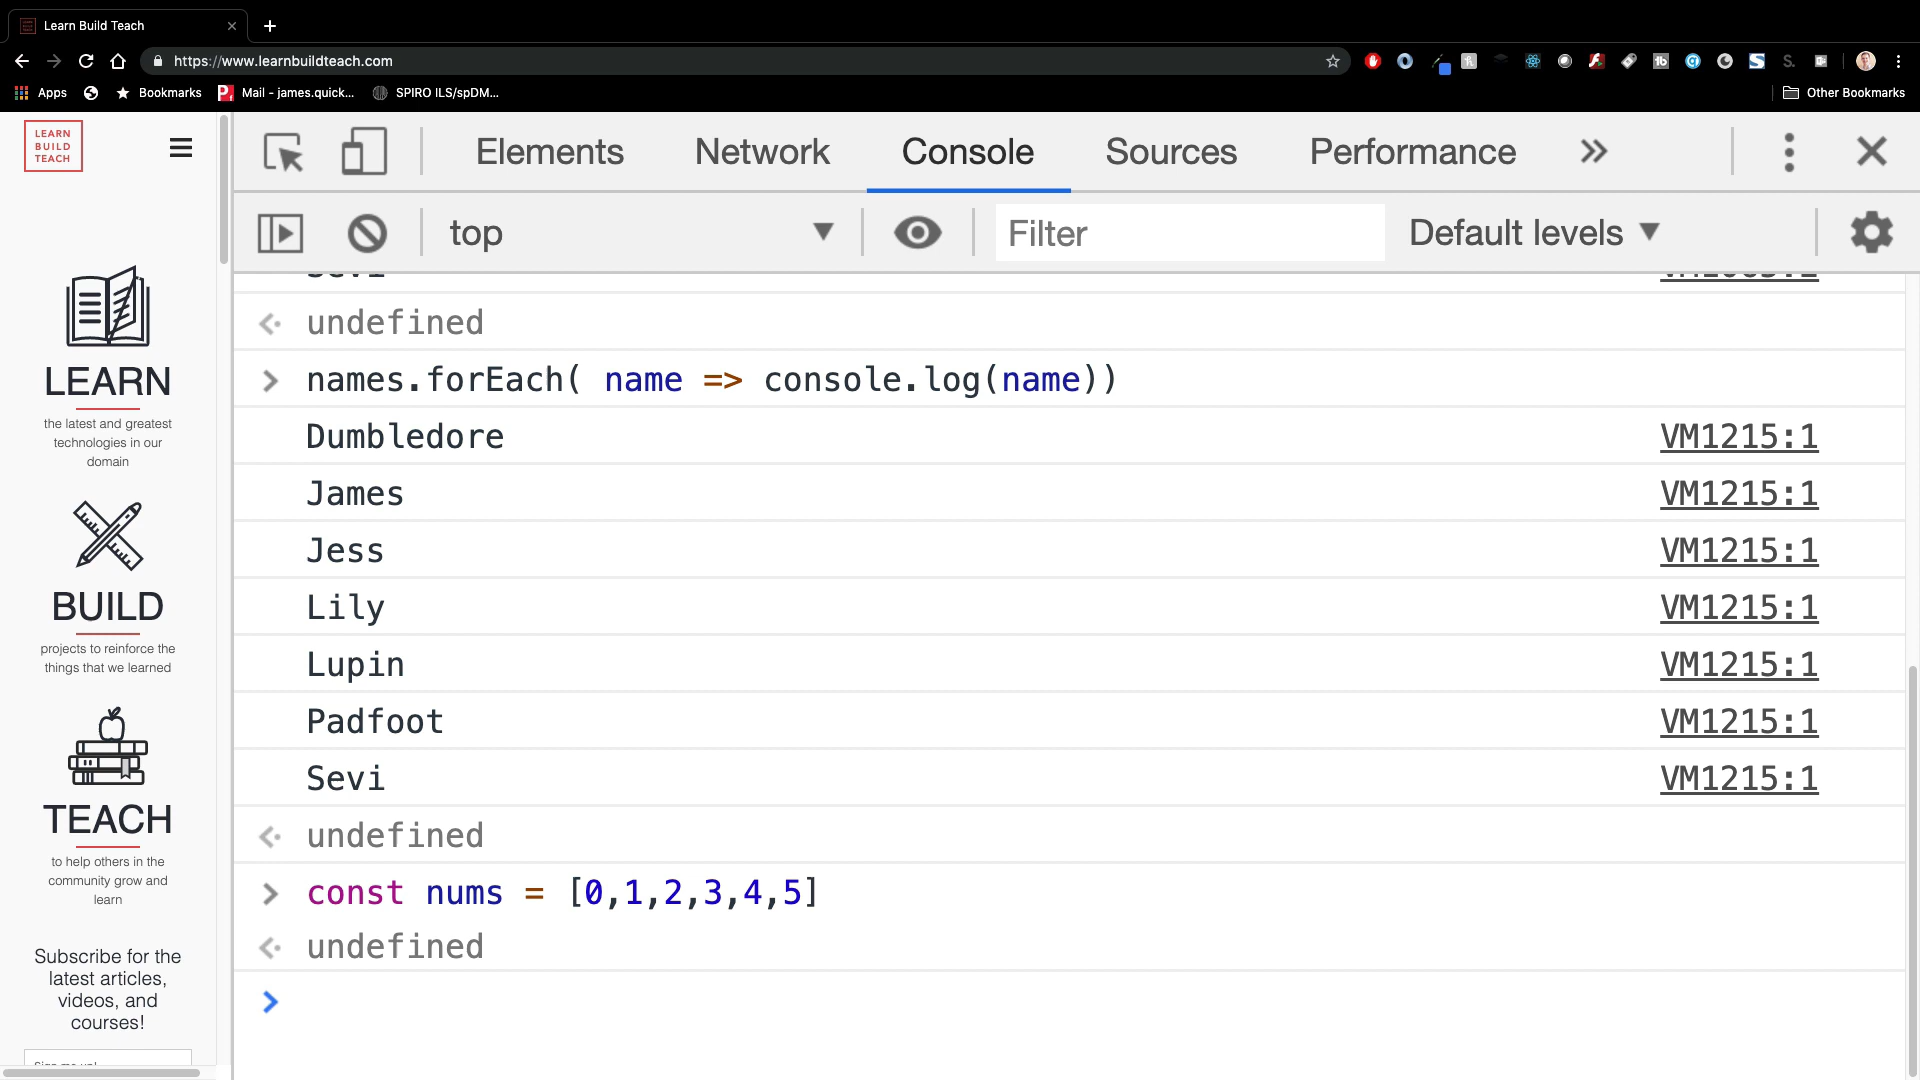 Learn Build Teach
https://www.learnbuildteach.com
Apps
Bookmarks
Mail - james.quick...
SPIRO ILS/spDM...
Other Bookmarks
LEARN
BUILD
TEACH
Elements Network Console Sources Performance
top Filter Default levels
undefined
names.forEach( name => console.log(name))
Dumbledore VM1215:1
James VM1215:1
Jess VM1215:1
Lily VM1215:1
Lupin VM1215:1
Padfoot VM1215:1
Sevi VM1215:1
undefined
const nums = [0,1,2,3,4,5]
undefined
LEARN
the latest and greatest
technologies in our
domain
BUILD
projects to reinforce the
things that we learned
TEACH
to help others in the
community grow and
learn
Subscribe for the
latest articles,
videos, and
courses!